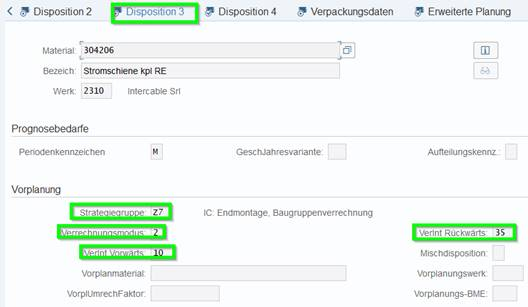 Disposition 2 Disposition 3 Disposition 4 Verpackungsdaten Erweiterte Planung
Material: 304206
Bezeich: Stromschiene kpl RE
Werk: 2310 Intercable Srl
Prognosebedarfe
Periodenkennzeichen M GeschJahresvariante: Aufteilungskennz.:
Vorplanung
Strategiegruppe: Z7 IC: Endmontage, Baugruppenverrechnung
Verrechnungsmodus: 2 VerInt Rückwärts: 35
VerInt Vorwärts: 10 Mischdisposition:
Vorplanmaterial: Vorplanungswerk:
VorplUmrechFaktor: Vorplanungs-BME: